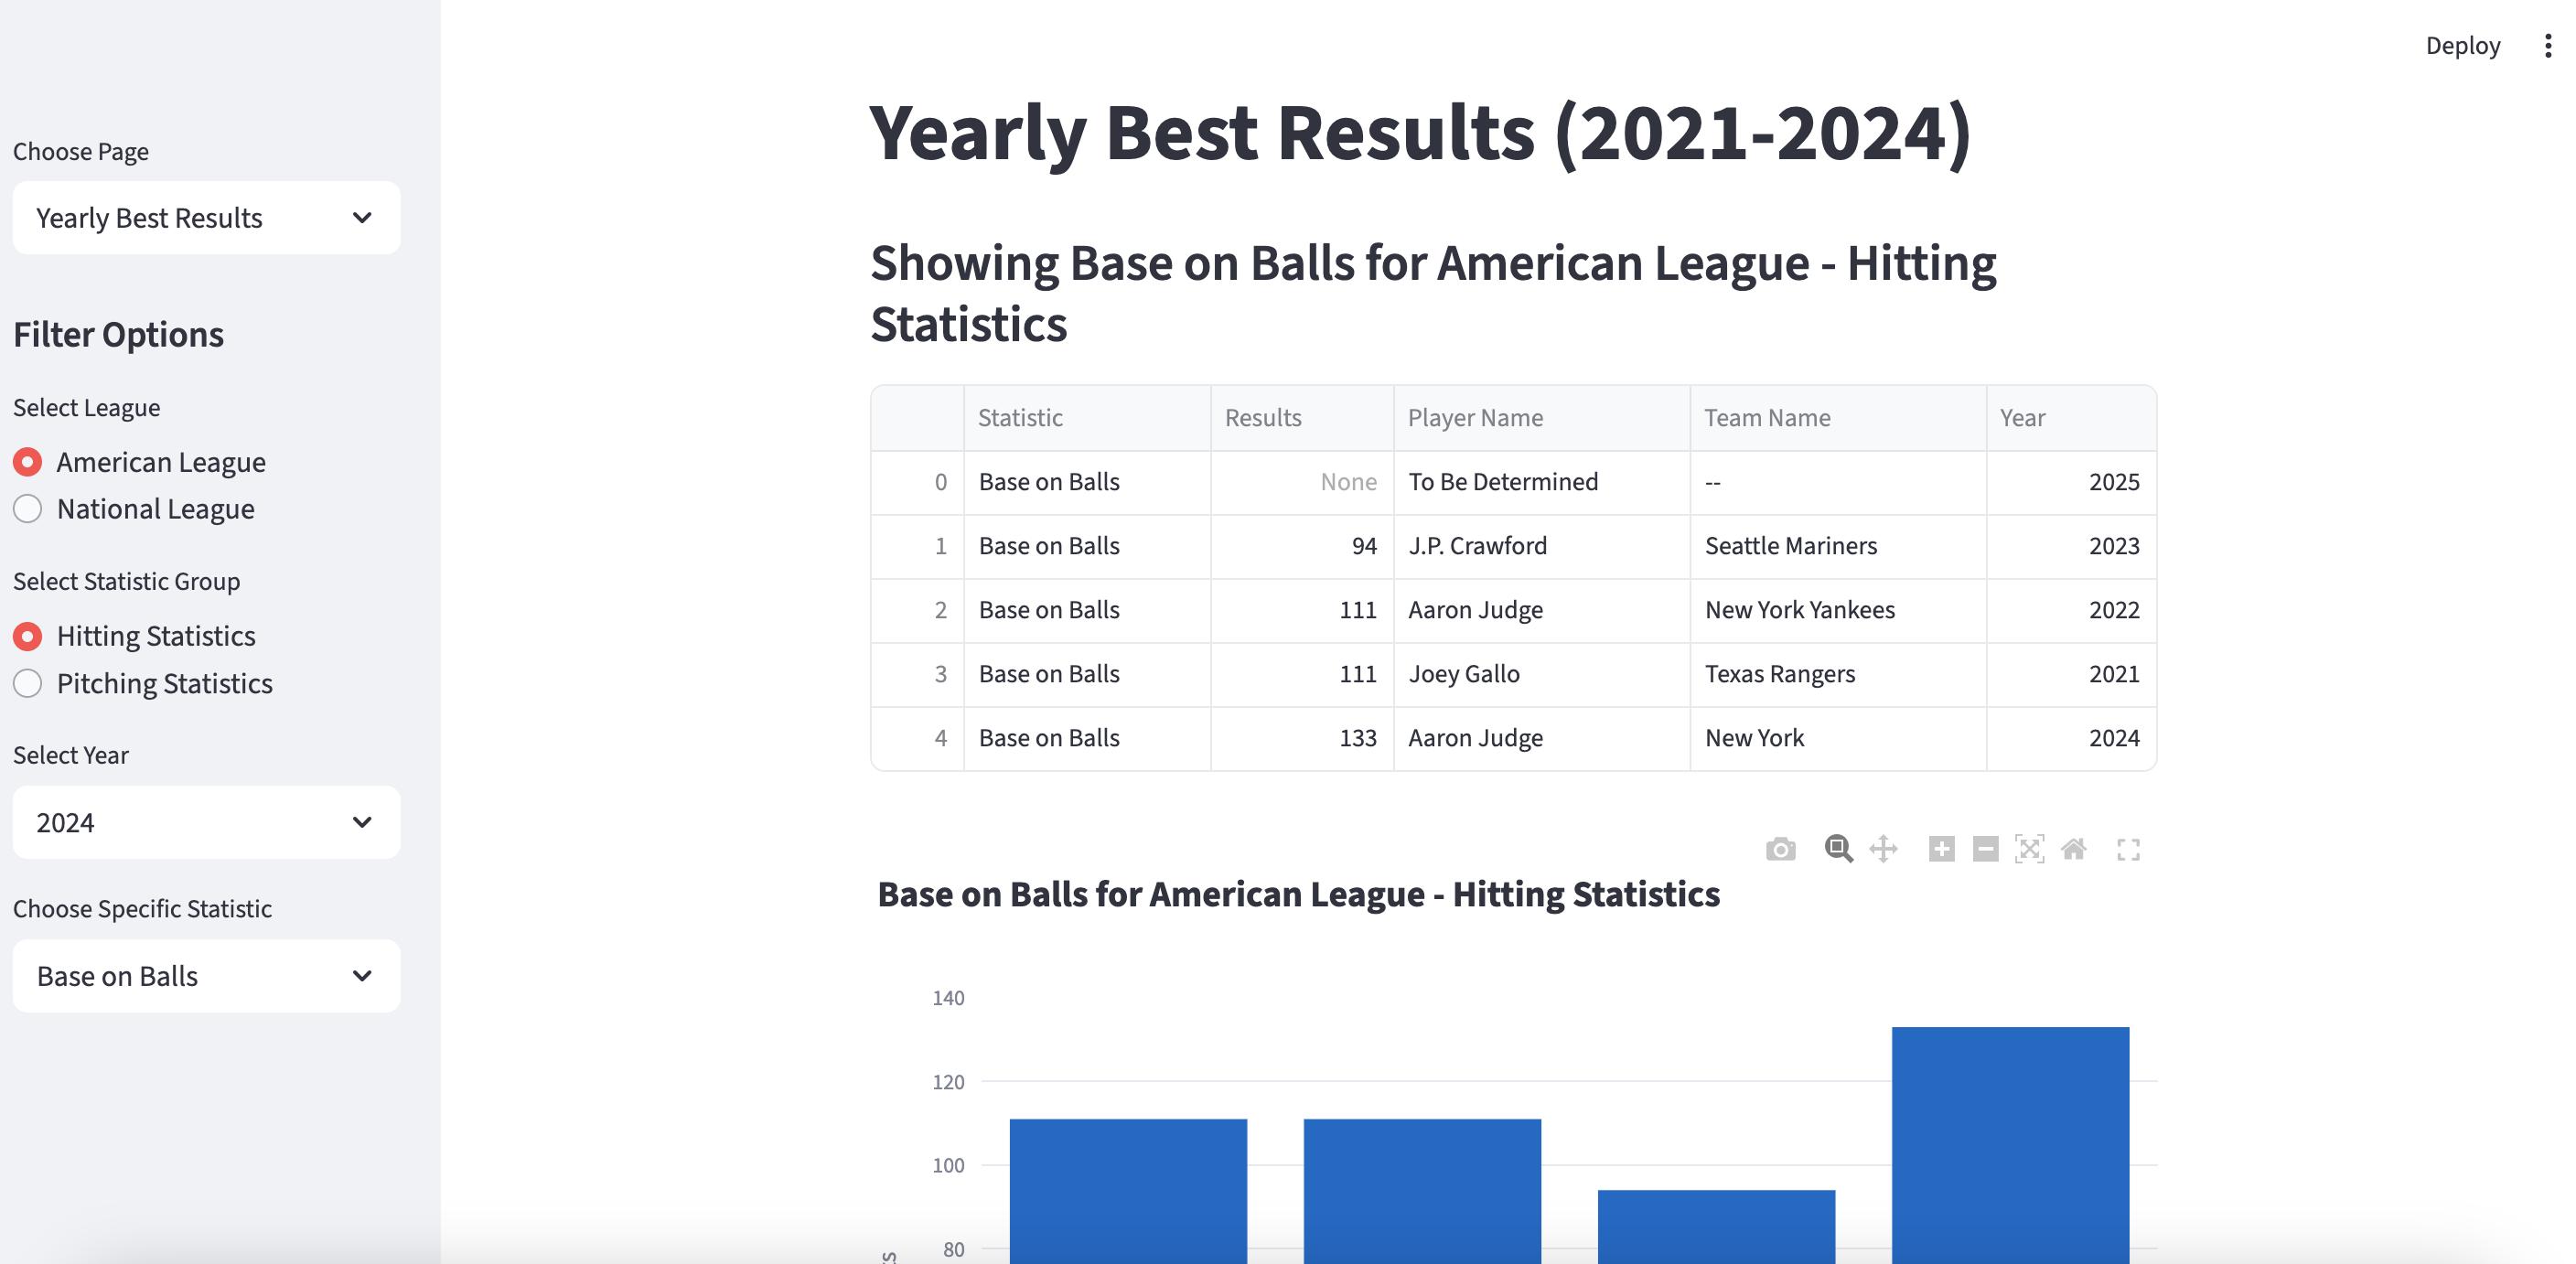 Deploy
Choose Page
Yearly Best Results
Filter Options
Select League
American League
National League
Select Statistic Group
Hitting Statistics
Pitching Statistics
Select Year
2024
Choose Specific Statistic
Base on Balls
Yearly Best Results (2021-2024)
Showing Base on Balls for American League - Hitting
Statistics
Statistic Results Player Name Team Name Year
0 Base on Balls None To Be Determined -- 2025
1 Base on Balls 94 J.P. Crawford Seattle Mariners 2023
2 Base on Balls 111 Aaron Judge New York Yankees 2022
3 Base on Balls 111 Joey Gallo Texas Rangers 2021
4 Base on Balls 133 Aaron Judge New York 2024
Base on Balls for American League - Hitting Statistics
140
120
100
80